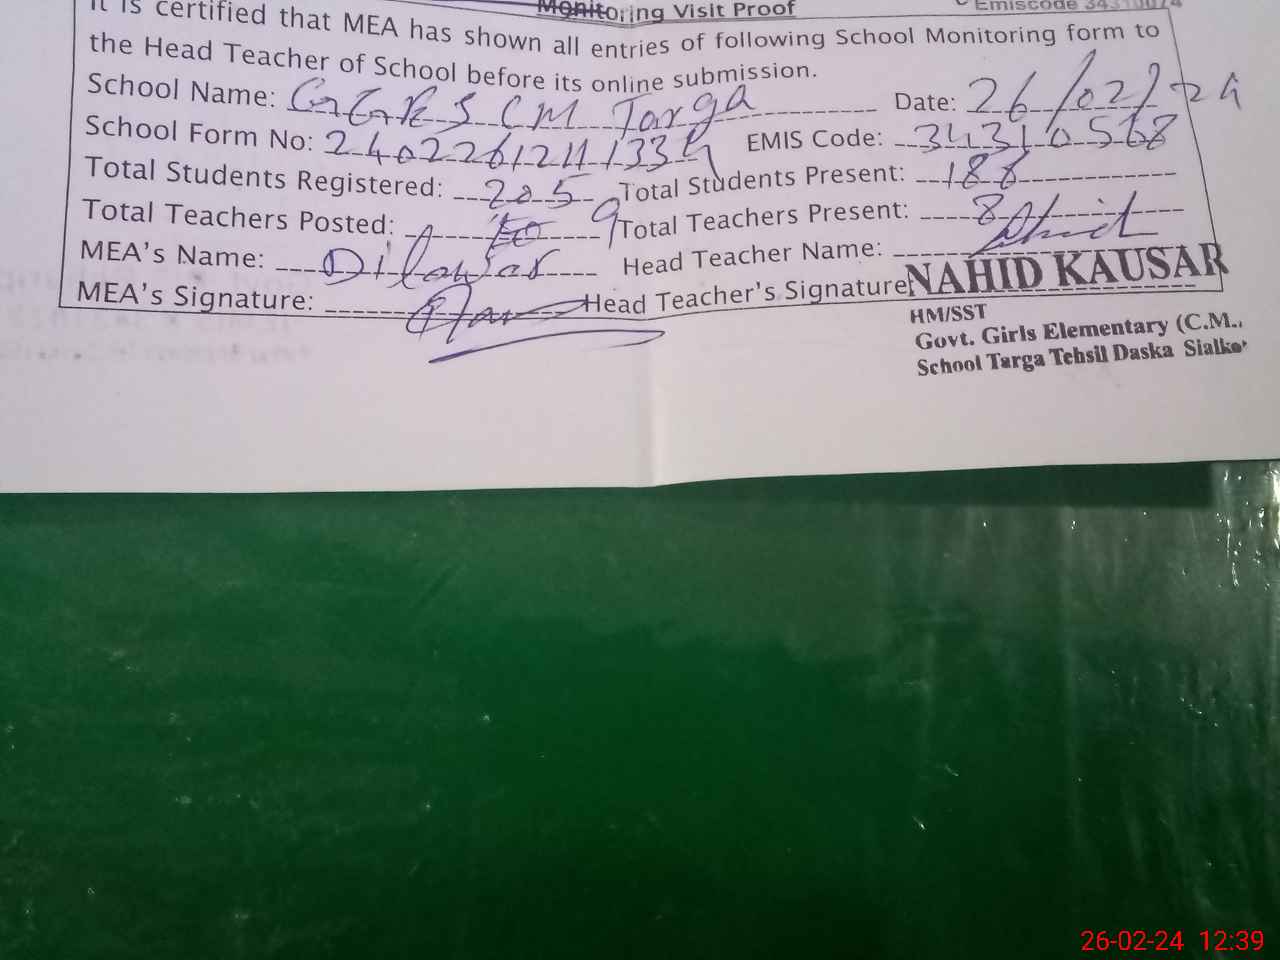 Monitoring Visit Proof
It is certified that MEA has shown all entries of following School Monitoring form to
the Head Teacher of School before its online submission.
School Name: GGES CM Targa Date: 26/02/24
School Form No: EMIS Code: 34310568
Total Students Registered: 205 Total Students Present: 188
Total Teachers Posted: 9 Total Teachers Present: 8
MEA's Name: Dilawar Head Teacher Name:
MEA's Signature: Head Teacher's Signature
NAHID KAUSAR
HM/SST
Govt. Girls Elementary (C.M.
School Targa Tehsil Daska
26-02-24 12:39